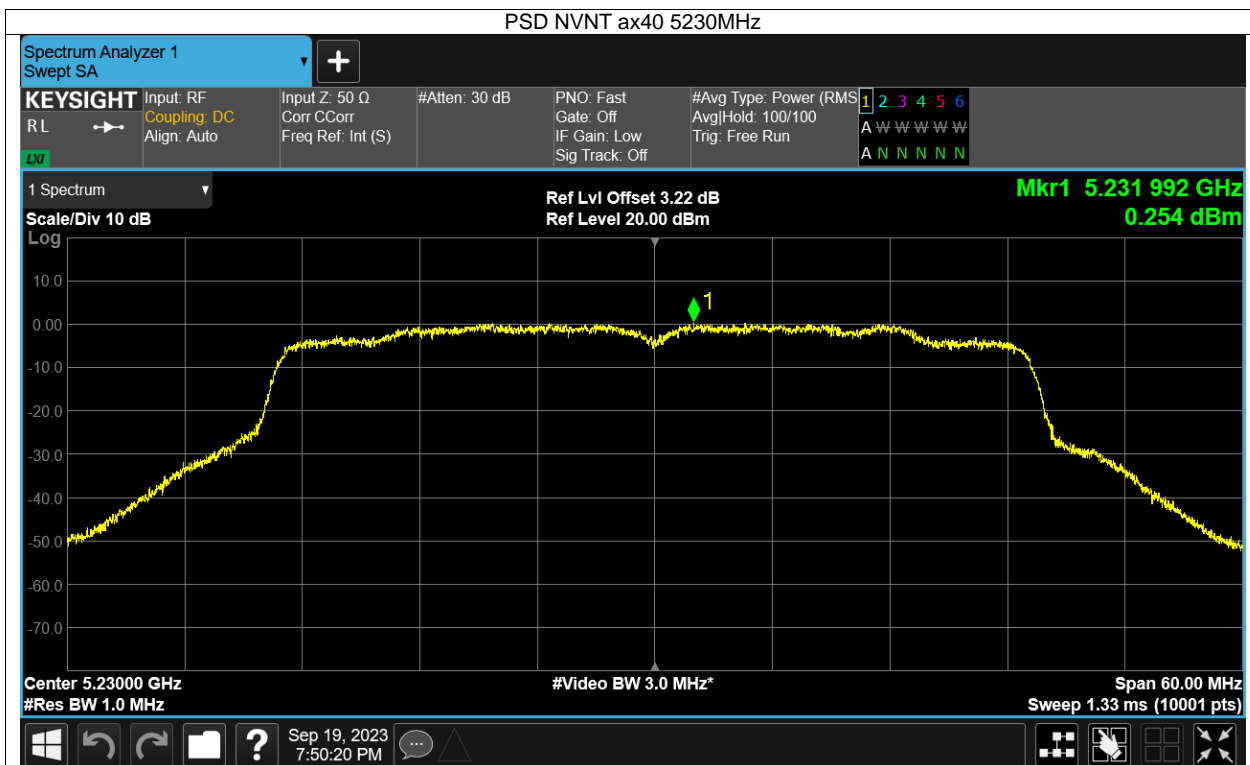 PSD NVNT ax40 5230MHz
Spectrum Analyzer 1
Swept SA
KEYSIGHT
RL
LXI
Input: RF
Coupling: DC
Align: Auto
Input Z: 50 Ω
Corr CCorr
Freq Ref: Int (S)
#Atten: 30 dB
PNO: Fast
Gate: Off
IF Gain: Low
Sig Track: Off
#Avg Type: Power (RMS
Avg|Hold: 100/100
Trig: Free Run
1 2 3 4 5 6
A W W W W W
A N N N N N
1 Spectrum
Scale/Div 10 dB
Ref Lvl Offset 3.22 dB
Ref Level 20.00 dBm
Mkr1 5.231 992 GHz
0.254 dBm
Log
10.0
0.00
-10.0
-20.0
-30.0
-40.0
-50.0
-60.0
-70.0
1
Center 5.23000 GHz
#Res BW 1.0 MHz
#Video BW 3.0 MHz*
Span 60.00 MHz
Sweep 1.33 ms (10001 pts)
?
Sep 19, 2023
7:50:20 PM